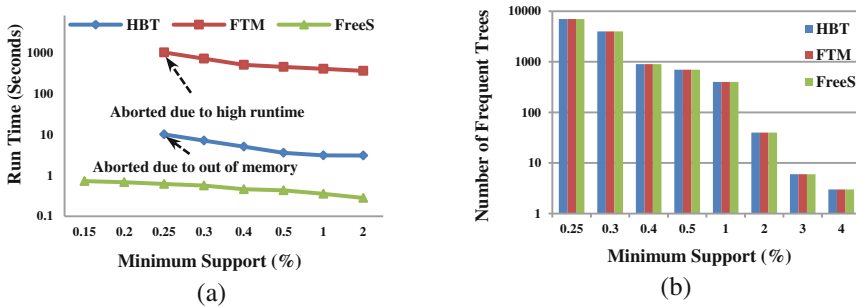 HBT FTM FreeS
Run Time (Seconds)
1000
100
10
1
0.1
Aborted due to high runtime
Aborted due to out of memory
0.15 0.2 0.25 0.3 0.4 0.5 1 2
Minimum Support (%)
(a)
Number of Frequent Trees
10000
1000
100
10
1
HBT
FTM
FreeS
0.25 0.3 0.4 0.5 1 2 3 4
Minimum Support (%)
(b)